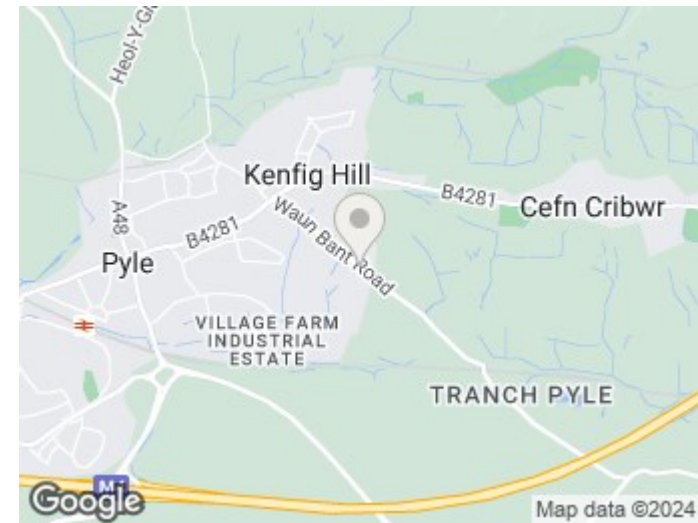 Heol-Y-Gl
Kenfig Hill
B4281
Cefn Cribwr
A48
B4281
Waun Bant Road
Pyle
VILLAGE FARM
INDUSTRIAL
ESTATE
TRANCH PYLE
Google
Map data ©2024